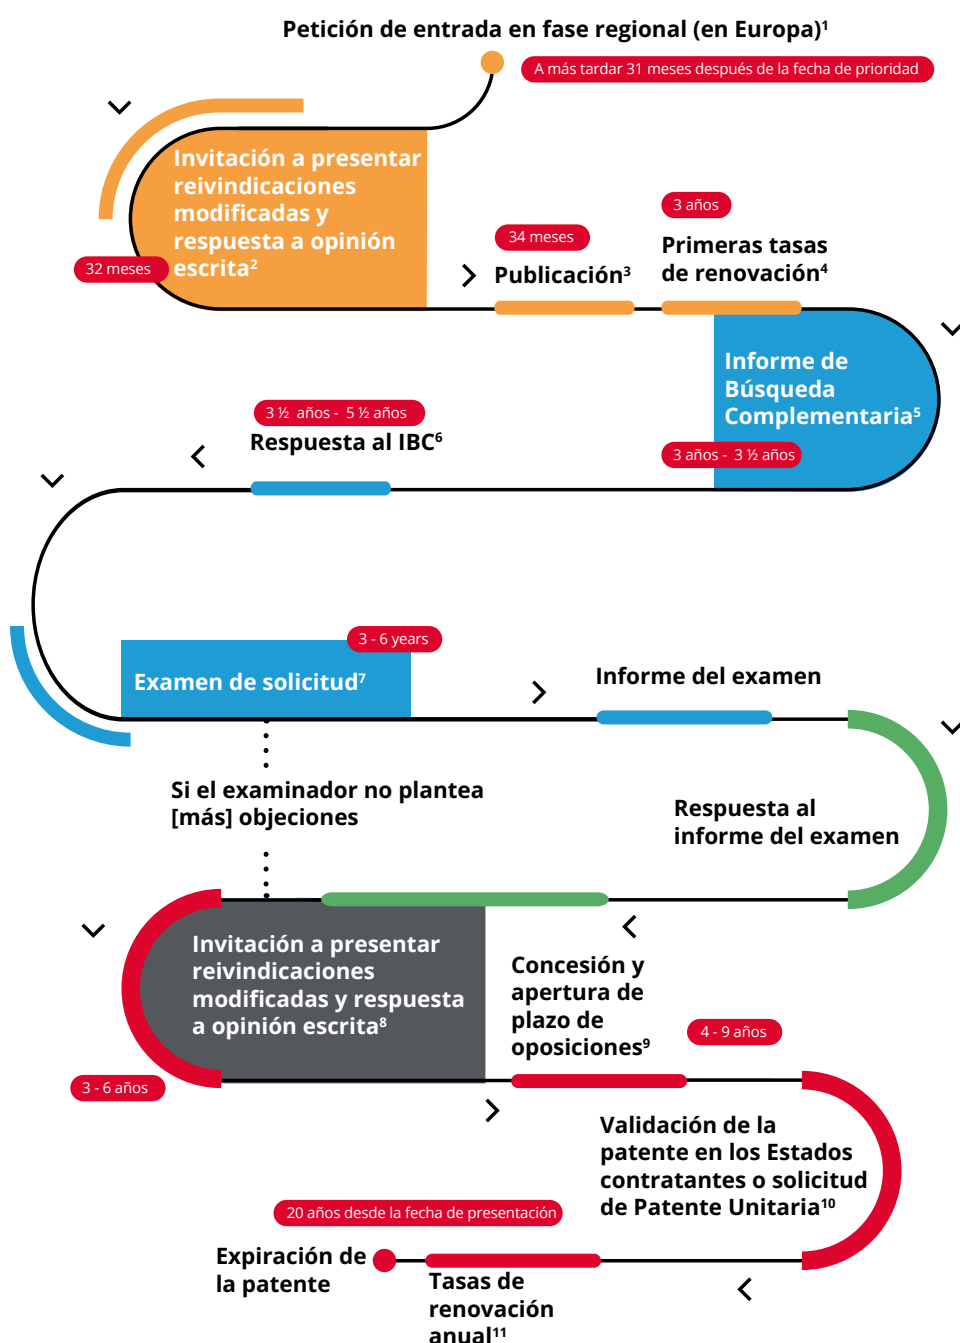 Petición de entrada en fase regional (en Europa)¹
A más tardar 31 meses después de la fecha de prioridad
Invitación a presentar
reivindicaciones
modificadas y
respuesta a opinión
escrita²
32 meses
34 meses
Publicación³
3 años
Primeras tasas
de renovación⁴
Informe de
Búsqueda
Complementaria⁵
3 años - 3 ½ años
3 ½ años - 5 ½ años
Respuesta al IBC⁶
3 - 6 years
Examen de solicitud⁷
Informe del examen
Si el examinador no plantea
[más] objeciones
Respuesta al
informe del examen
Invitación a presentar
reivindicaciones
modificadas y respuesta
a opinión escrita⁸
3 - 6 años
Concesión y
apertura de
plazo de
oposiciones⁹
4 - 9 años
Validación de la
patente en los Estados
contratantes o solicitud
de Patente Unitaria¹⁰
20 años desde la fecha de presentación
Expiración de
la patente
Tasas de
renovación
anual¹¹